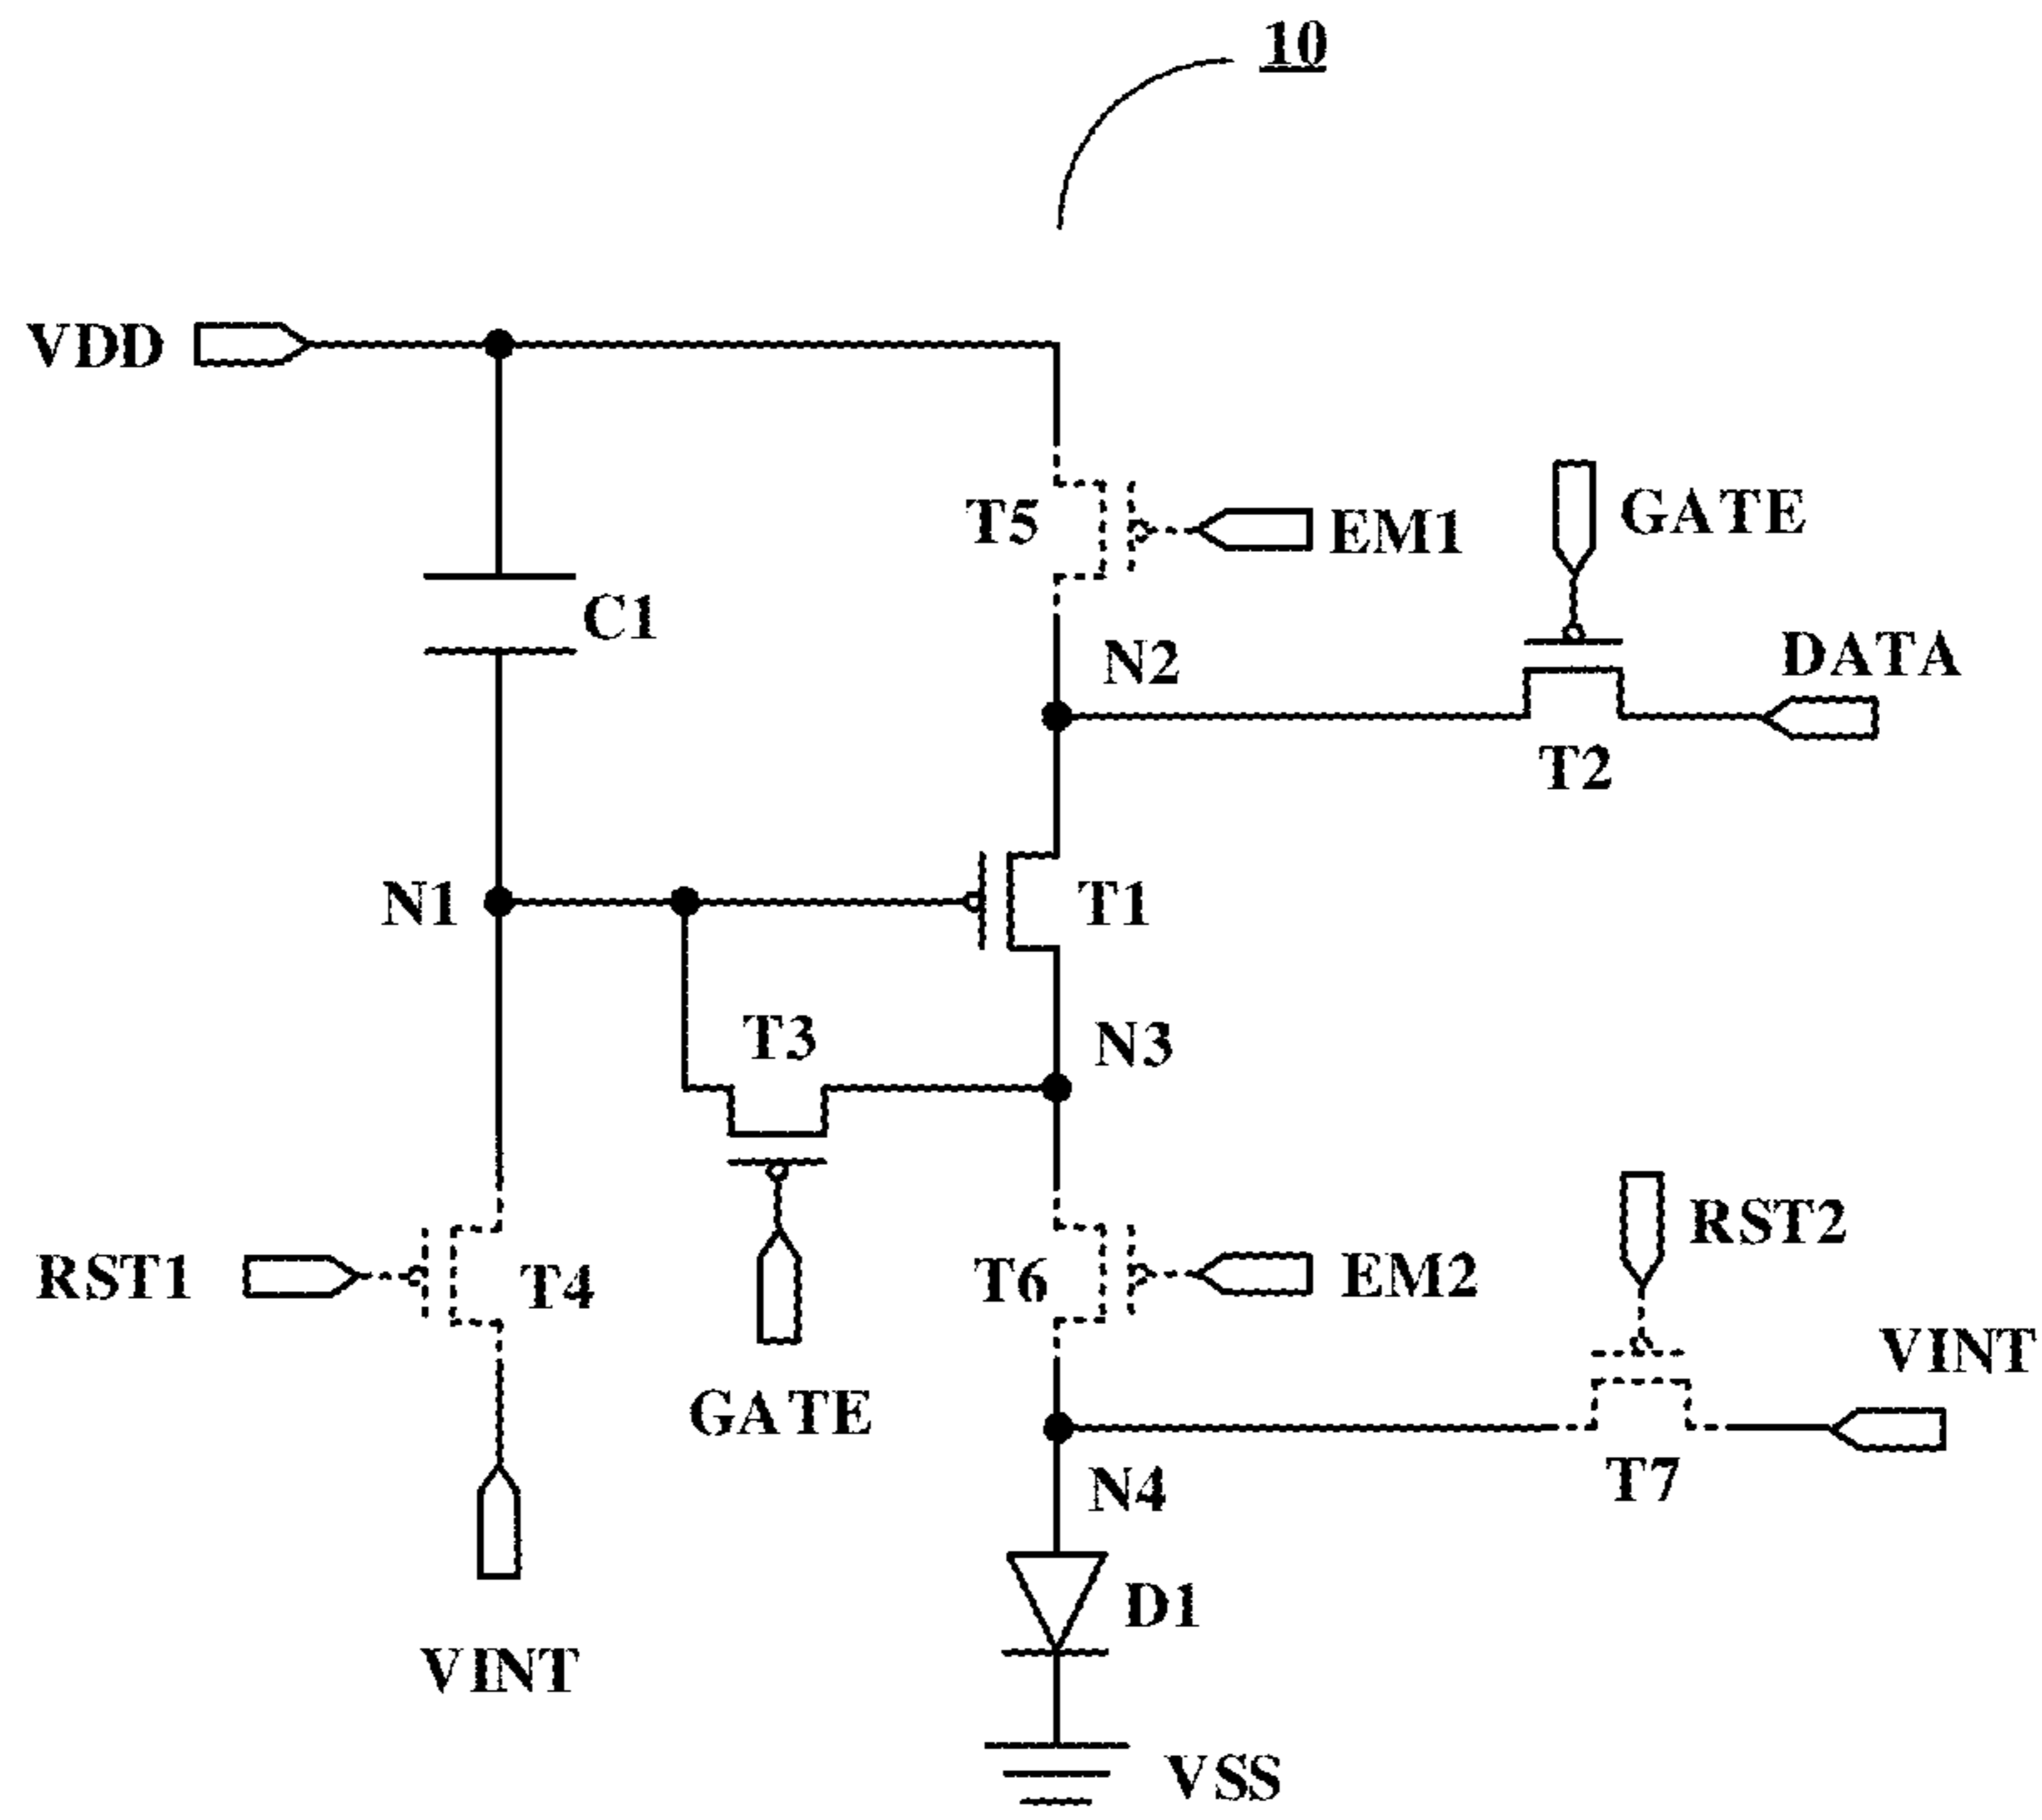 10
VDD
T5
EM1
GATE
C1
N2
DATA
T2
N1
T1
T3
N3
RST1
T4
T6
EM2
RST2
VINT
GATE
N4
T7
D1
VINT
VSS